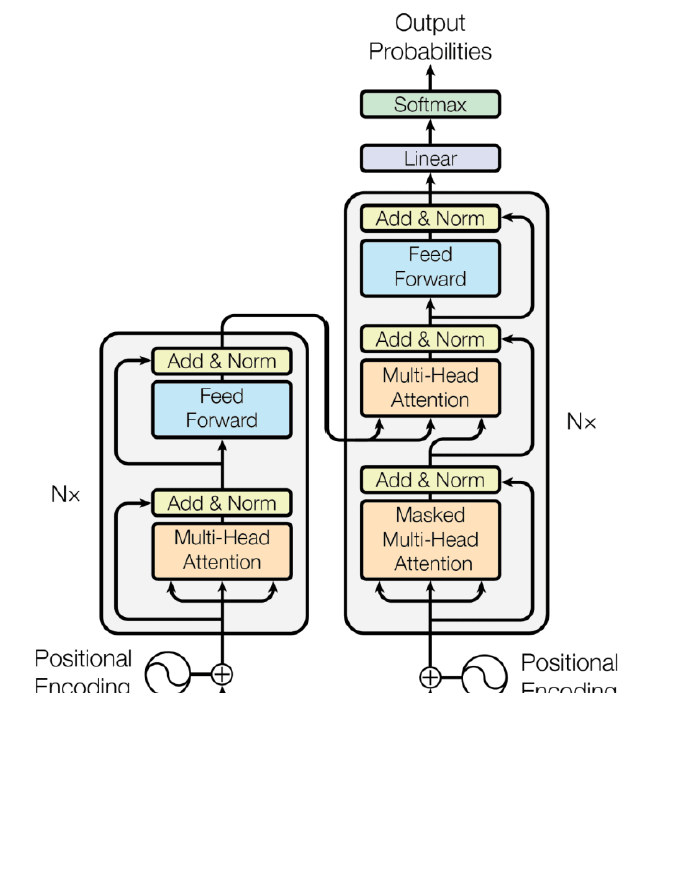 Output
Probabilities
Softmax
Linear
Add & Norm
Feed
Forward
Add & Norm
Multi-Head
Attention
Add & Norm
Masked
Multi-Head
Attention
Nx
Add & Norm
Feed
Forward
Add & Norm
Multi-Head
Attention
Nx
Positional
Encoding
Positional
Encoding